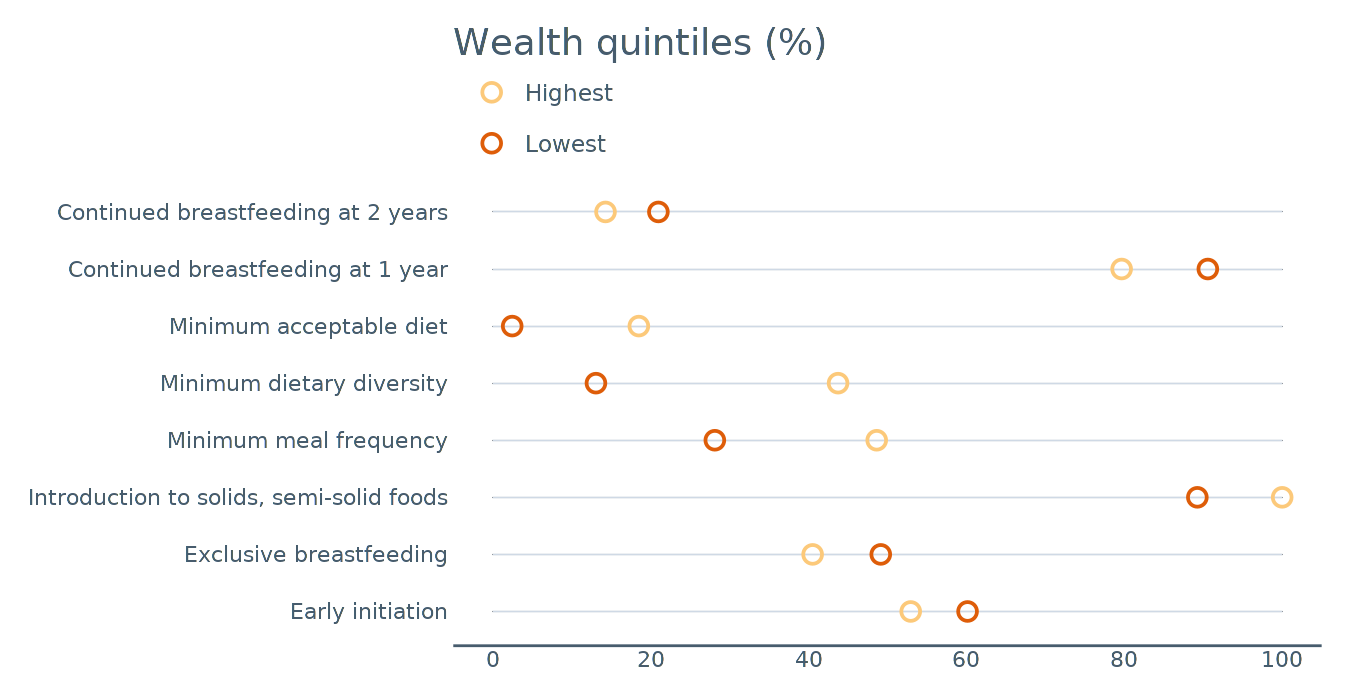 Wealth quintiles (%)
Highest
Lowest
Continued breastfeeding at 2 years
Continued breastfeeding at 1 year
Minimum acceptable diet
Minimum dietary diversity
Minimum meal frequency
Introduction to solids, semi-solid foods
Exclusive breastfeeding
Early initiation
0 20 40 60 80 100